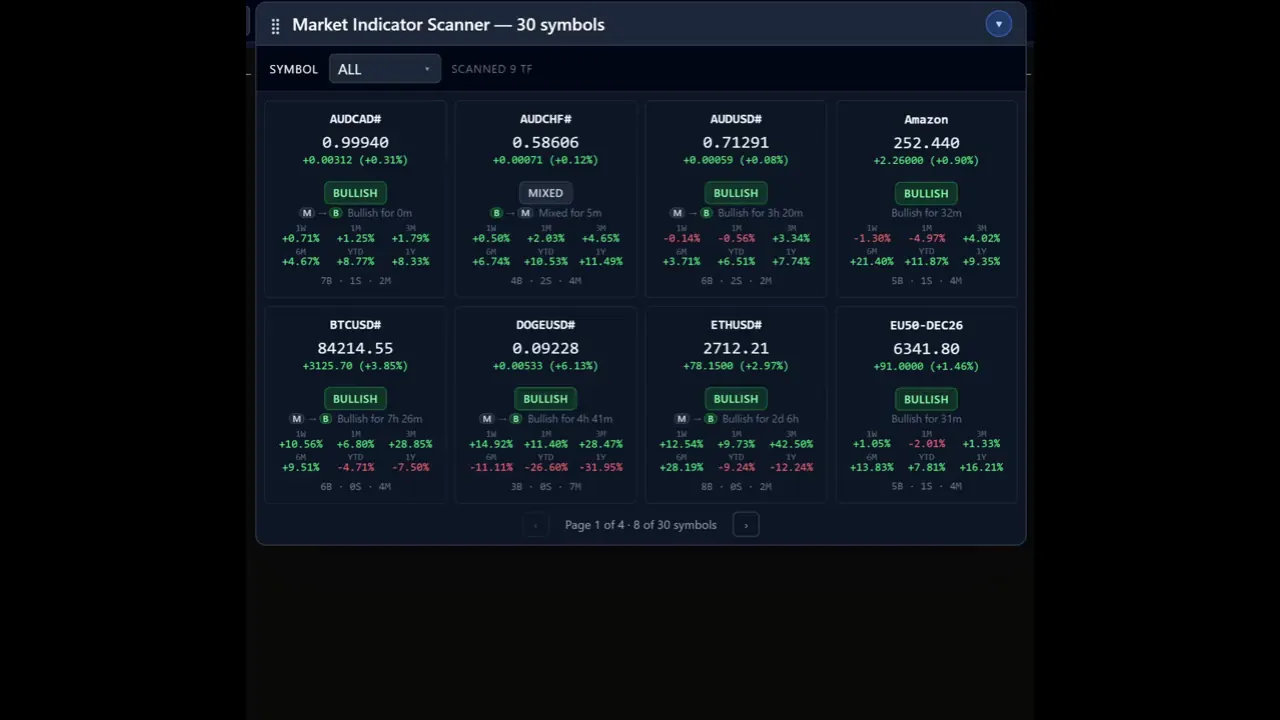 Market Indicator Scanner — 30 symbols
SYMBOL ALL SCANNED 9 TF
AUDCAD# AUDCHF# AUDUSD# Amazon
0.99940 0.58606 0.71291 252.440
+0.00312 (+0.31%) +0.00071 (+0.12%) +0.00059 (+0.08%) +2.26000 (+0.90%)
BULLISH MIXED BULLISH BULLISH
M → B Bullish for 0m B → M Mixed for 5m M → B Bullish for 3h 20m Bullish for 32m
1W 1M 3M 1W 1M 3M 1W 1M 3M 1W 1M 3M
+0.71% +1.25% +1.79% +0.50% +2.03% +4.65% -0.14% -0.56% +3.34% -1.30% -4.97% +4.02%
6M YTD 1Y 6M YTD 1Y 6M YTD 1Y 6M YTD 1Y
+4.67% +8.77% +8.33% +6.74% +10.53% +11.49% +3.71% +6.51% +7.74% +21.40% +11.87% +9.35%
7B · 1S · 2M 4B · 2S · 4M 6B · 2S · 2M 5B · 1S · 4M
BTCUSD# DOGEUSD# ETHUSD# EU50-DEC26
84214.55 0.09228 2712.21 6341.80
+3125.70 (+3.85%) +0.00533 (+6.13%) +78.1500 (+2.97%) +91.0000 (+1.46%)
BULLISH BULLISH BULLISH BULLISH
M → B Bullish for 7h 26m M → B Bullish for 4h 41m M → B Bullish for 2d 6h Bullish for 31m
1W 1M 3M 1W 1M 3M 1W 1M 3M 1W 1M 3M
+10.56% +6.80% +28.85% +14.92% +11.40% +28.47% +12.54% +9.73% +42.50% +1.05% -2.01% +1.33%
6M YTD 1Y 6M YTD 1Y 6M YTD 1Y 6M YTD 1Y
+9.51% -4.71% -7.50% -11.11% -26.60% -31.95% +28.19% -9.24% -12.24% +13.83% +7.81% +16.21%
6B · 0S · 4M 3B · 0S · 7M 8B · 0S · 2M 5B · 1S · 4M
‹ Page 1 of 4 · 8 of 30 symbols ›